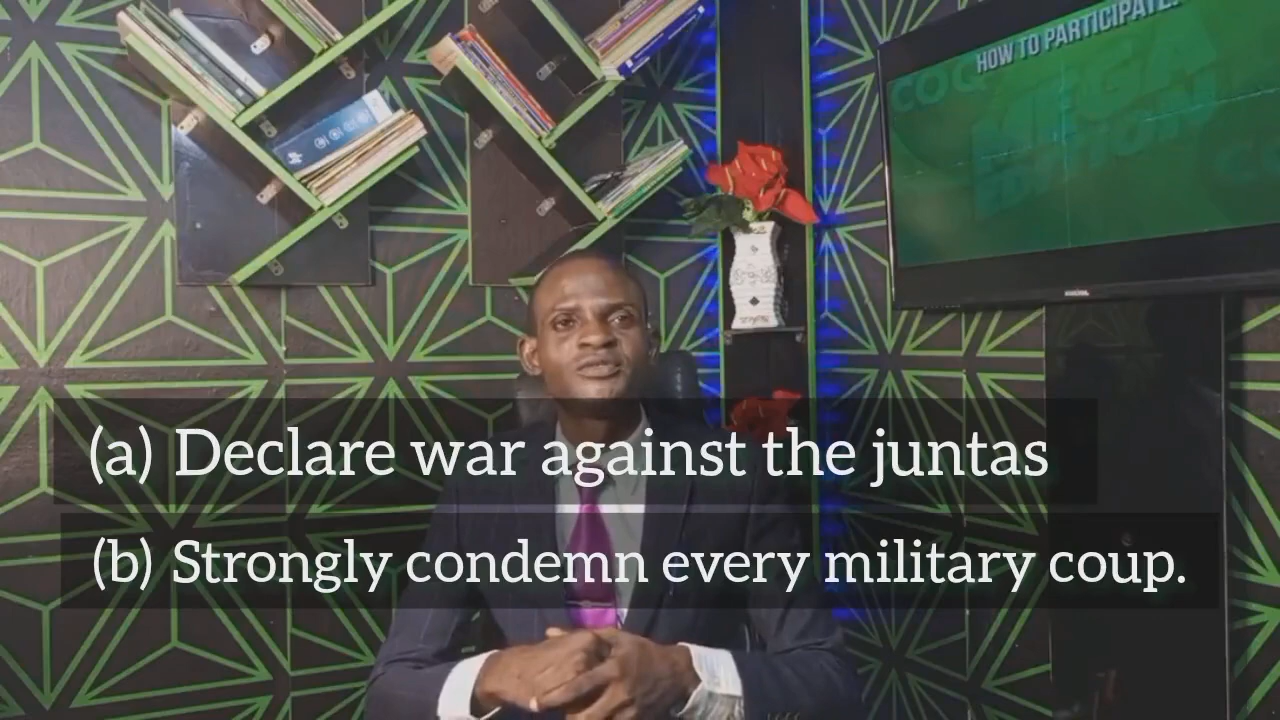 HOW TO PARTICIPATE.
(a) Declare war against the juntas
(b) Strongly condemn every military coup.